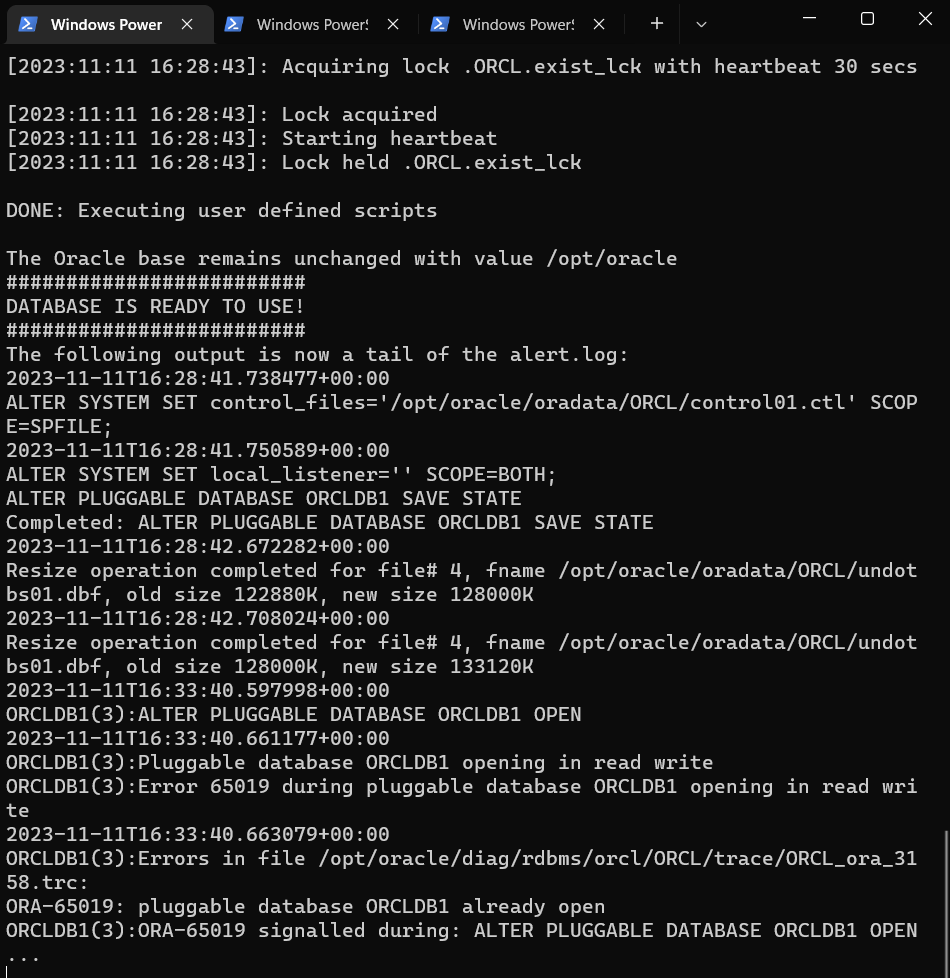 Windows Power
Windows PowerS
Windows PowerS
[2023:11:11 16:28:43]: Acquiring lock .ORCL.exist_lck with heartbeat 30 secs
[2023:11:11 16:28:43]: Lock acquired
[2023:11:11 16:28:43]: Starting heartbeat
[2023:11:11 16:28:43]: Lock held .ORCL.exist_lck
DONE: Executing user defined scripts
The Oracle base remains unchanged with value /opt/oracle
#########################
DATABASE IS READY TO USE!
#########################
The following output is now a tail of the alert.log:
2023-11-11T16:28:41.738477+00:00
ALTER SYSTEM SET control_files='/opt/oracle/oradata/ORCL/control01.ctl' SCOP
E=SPFILE;
2023-11-11T16:28:41.750589+00:00
ALTER SYSTEM SET local_listener='' SCOPE=BOTH;
ALTER PLUGGABLE DATABASE ORCLDB1 SAVE STATE
Completed: ALTER PLUGGABLE DATABASE ORCLDB1 SAVE STATE
2023-11-11T16:28:42.672282+00:00
Resize operation completed for file# 4, fname /opt/oracle/oradata/ORCL/undot
bs01.dbf, old size 122880K, new size 128000K
2023-11-11T16:28:42.708024+00:00
Resize operation completed for file# 4, fname /opt/oracle/oradata/ORCL/undot
bs01.dbf, old size 128000K, new size 133120K
2023-11-11T16:33:40.597998+00:00
ORCLDB1(3):ALTER PLUGGABLE DATABASE ORCLDB1 OPEN
2023-11-11T16:33:40.661177+00:00
ORCLDB1(3):Pluggable database ORCLDB1 opening in read write
ORCLDB1(3):Error 65019 during pluggable database ORCLDB1 opening in read wri
te
2023-11-11T16:33:40.663079+00:00
ORCLDB1(3):Errors in file /opt/oracle/diag/rdbms/orcl/ORCL/trace/ORCL_ora_31
58.trc:
ORA-65019: pluggable database ORCLDB1 already open
ORCLDB1(3):ORA-65019 signalled during: ALTER PLUGGABLE DATABASE ORCLDB1 OPEN
...